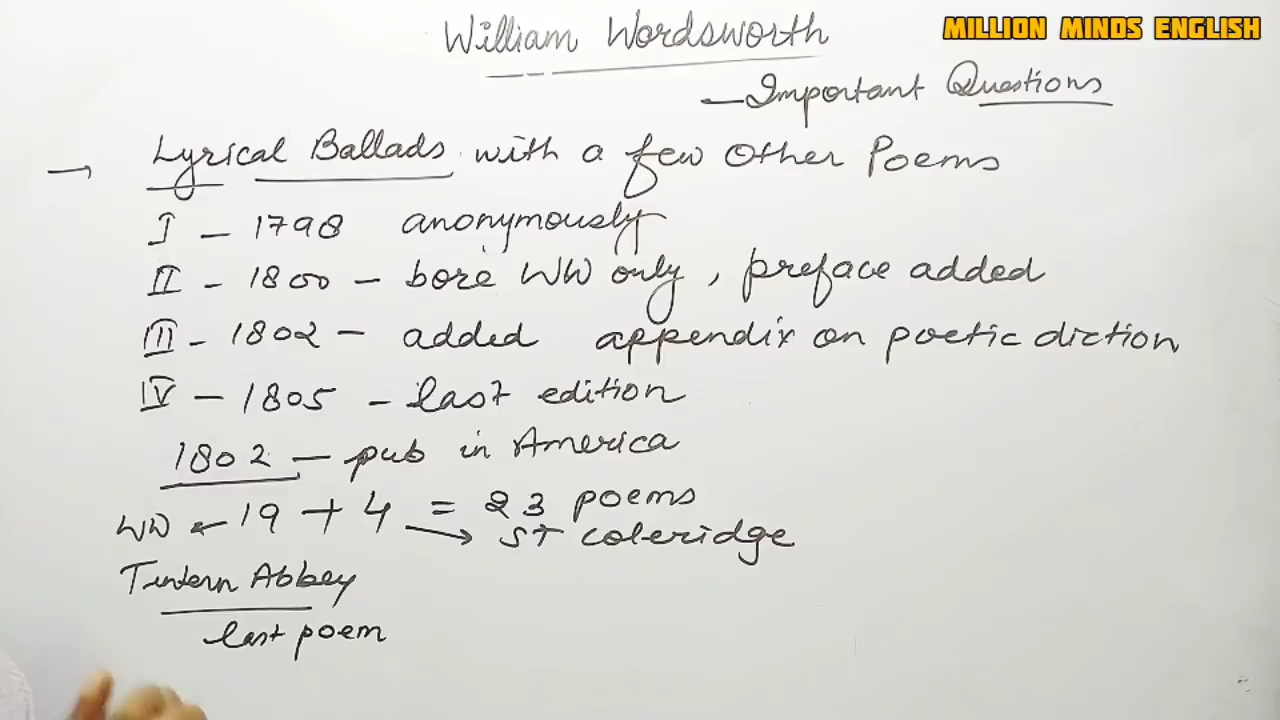 William Wordsworth
MILLION MINDS ENGLISH
— Important Questions
→ Lyrical Ballads with a few Other Poems
I - 1798 anonymously
II - 1800 - bore WW only, preface added
III - 1802 - added appendix on poetic diction
IV - 1805 - last edition
1802 - pub in America
WW ← 19 + 4 = 23 poems
→ ST Coleridge
Tintern Abbey
last poem